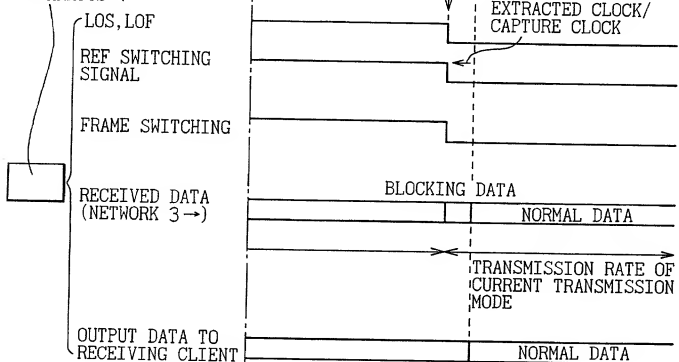 LOS,LOF
EXTRACTED CLOCK/
CAPTURE CLOCK
REF SWITCHING
SIGNAL
FRAME SWITCHING
BLOCKING DATA
RECEIVED DATA
(NETWORK 3→)
NORMAL DATA
TRANSMISSION RATE OF
CURRENT TRANSMISSION
MODE
OUTPUT DATA TO
RECEIVING CLIENT
NORMAL DATA